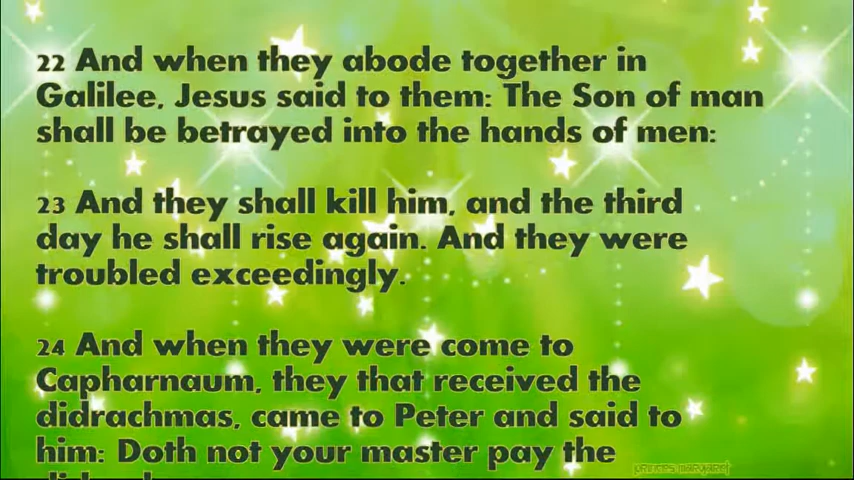 22 And when they abode together in
Galilee, Jesus said to them: The Son of man
shall be betrayed into the hands of men:
23 And they shall kill him, and the third
day he shall rise again. And they were
troubled exceedingly.
24 And when they were come to
Capharnaum, they that received the
didrachmas, came to Peter and said to
him: Doth not your master pay the